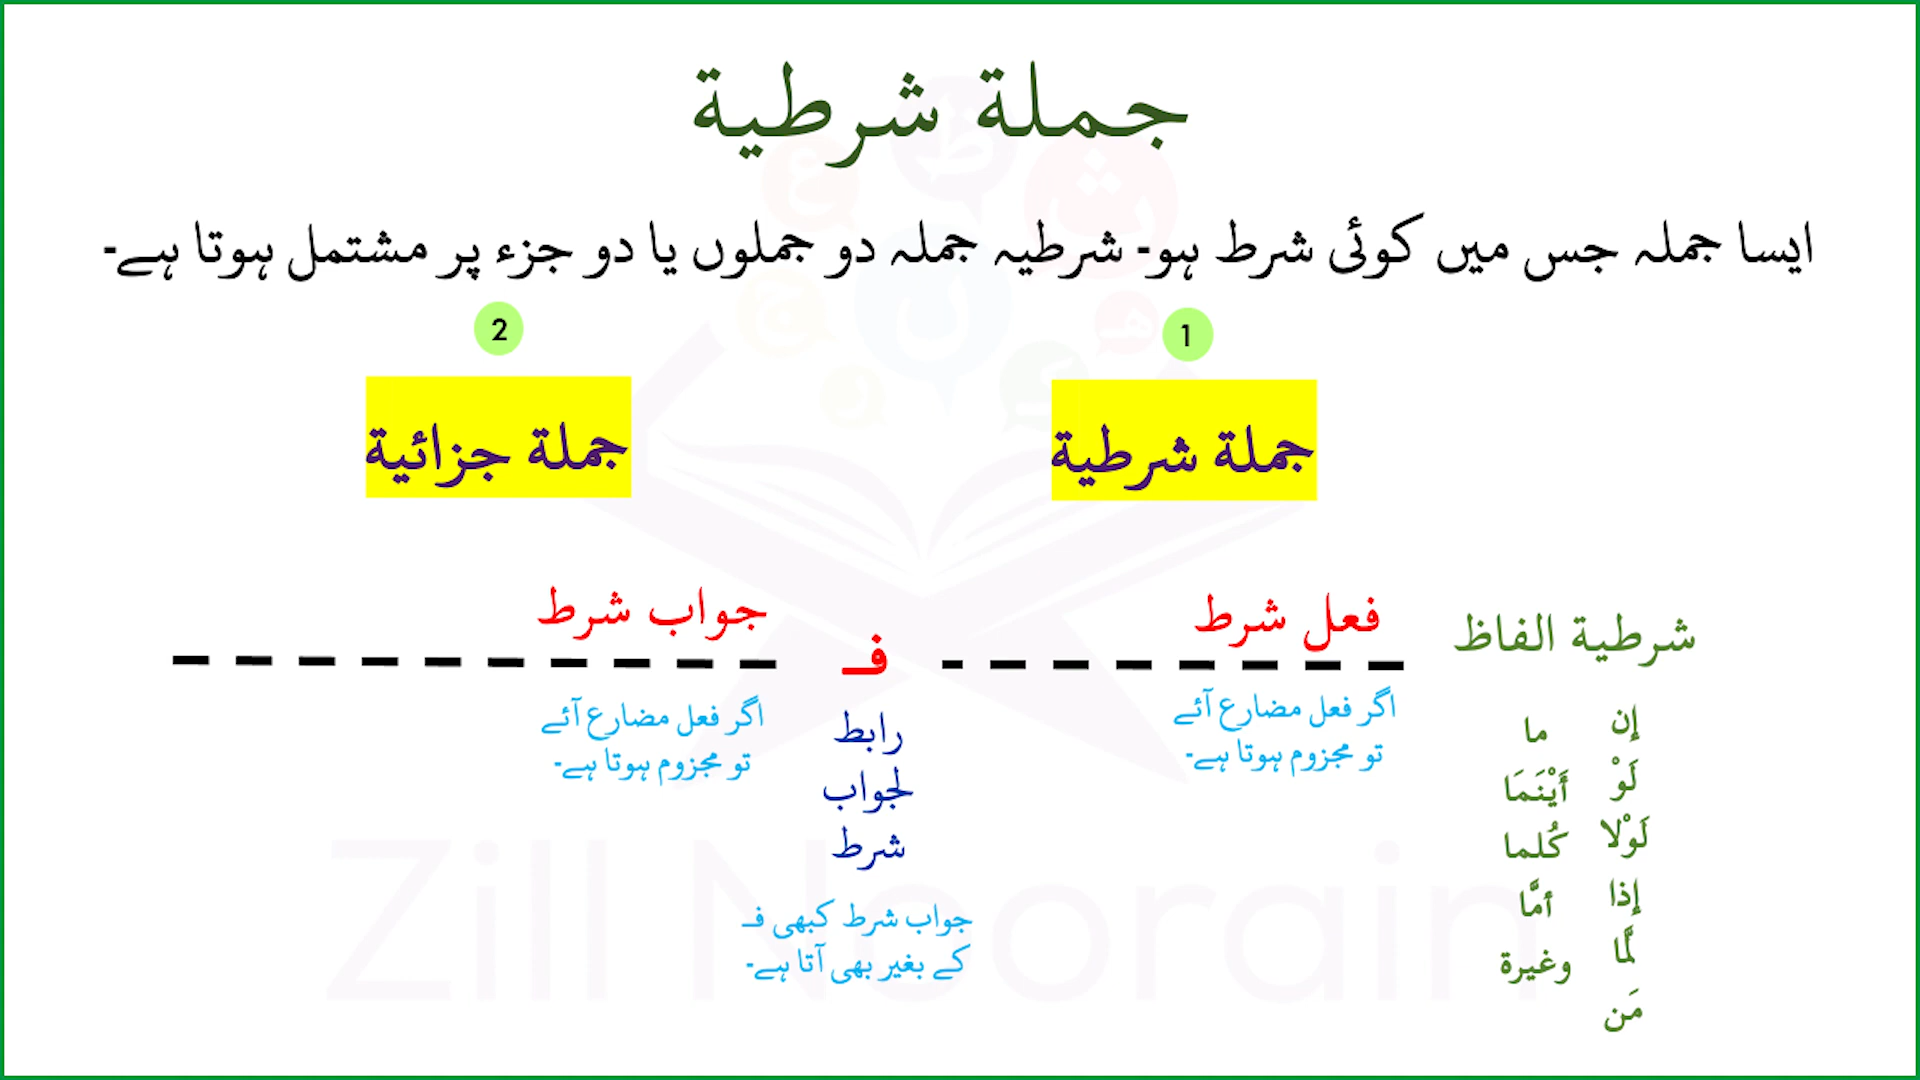 جملة شرطية
ایسا جملہ جس میں کوئی شرط ہو- شرطیہ جملہ دو جملوں یا دو جزء پر مشتمل ہوتا ہے-
1
جملة شرطية
2
جملة جزائية
شرطیة الفاظ
إن
لَوْ
لَوْلا
إذا
لَمَّا
مَن
ما
أَيْنَمَا
كُلما
أمَّا
وغيرة
فعل شرط
اگر فعل مضارع آئے
تو مجزوم ہوتا ہے-
فـ
رابط
لجواب
شرط
جواب شرط کبھی فـ
کے بغیر بھی آتا ہے-
جواب شرط
اگر فعل مضارع آئے
تو مجزوم ہوتا ہے-
Zill Noorain